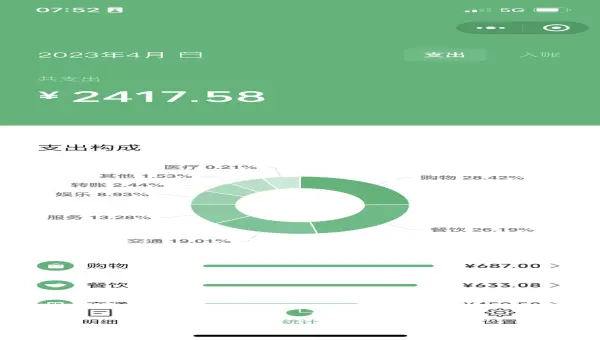 07:52
5G
2023年4月
支出
入账
共支出
¥ 2417.58
支出构成
医疗 0.21%
其他 1.53%
转账 2.44%
娱乐 8.93%
服务 13.28%
交通 19.01%
购物 28.42%
餐饮 26.19%
购物 ¥687.00 >
餐饮 ¥633.08 >
明细
统计
设置